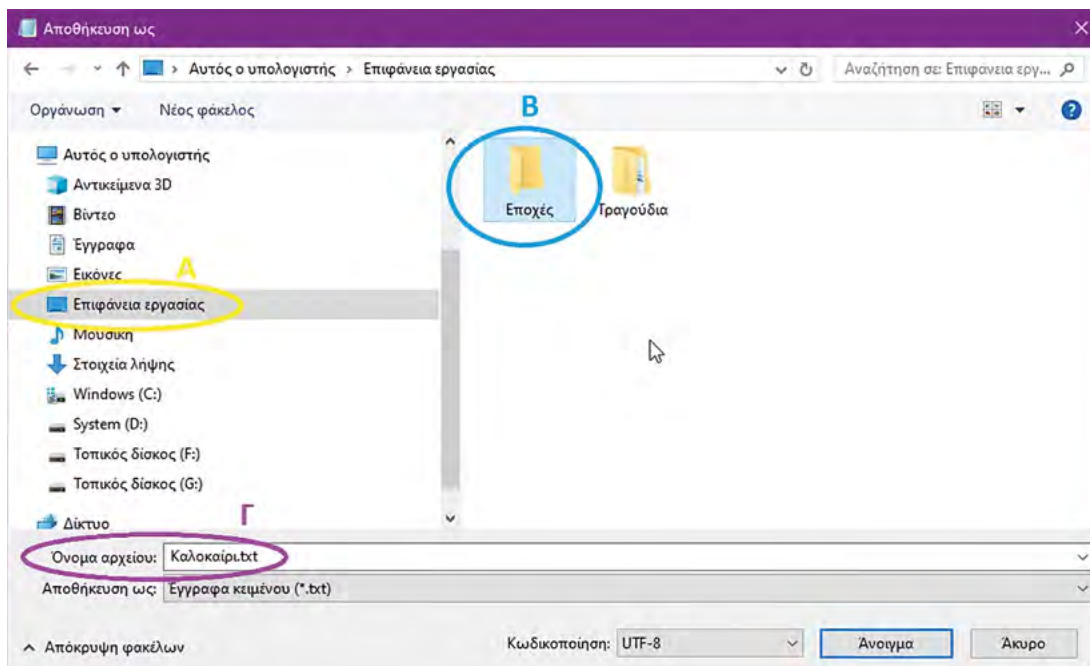 Αποθήκευση ως
Αυτός ο υπολογιστής > Επιφάνεια εργασίας
Αναζήτηση σε: Επιφάνεια εργ...
Οργάνωση
Νέος φάκελος
Β
Αυτός ο υπολογιστής
Αντικείμενα 3D
Βίντεο
Έγγραφα
Εικόνες
Α
Επιφάνεια εργασίας
Μουσική
Στοιχεία λήψης
Windows (C:)
System (D:)
Τοπικός δίσκος (F:)
Τοπικός δίσκος (G:)
Δίκτυο
Εποχές
Τραγούδια
Γ
Όνομα αρχείου: Καλοκαίρι.txt
Αποθήκευση ως: Έγγραφα κειμένου (*.txt)
Απόκρυψη φακέλων
Κωδικοποίηση: UTF-8
Άνοιγμα
Άκυρο